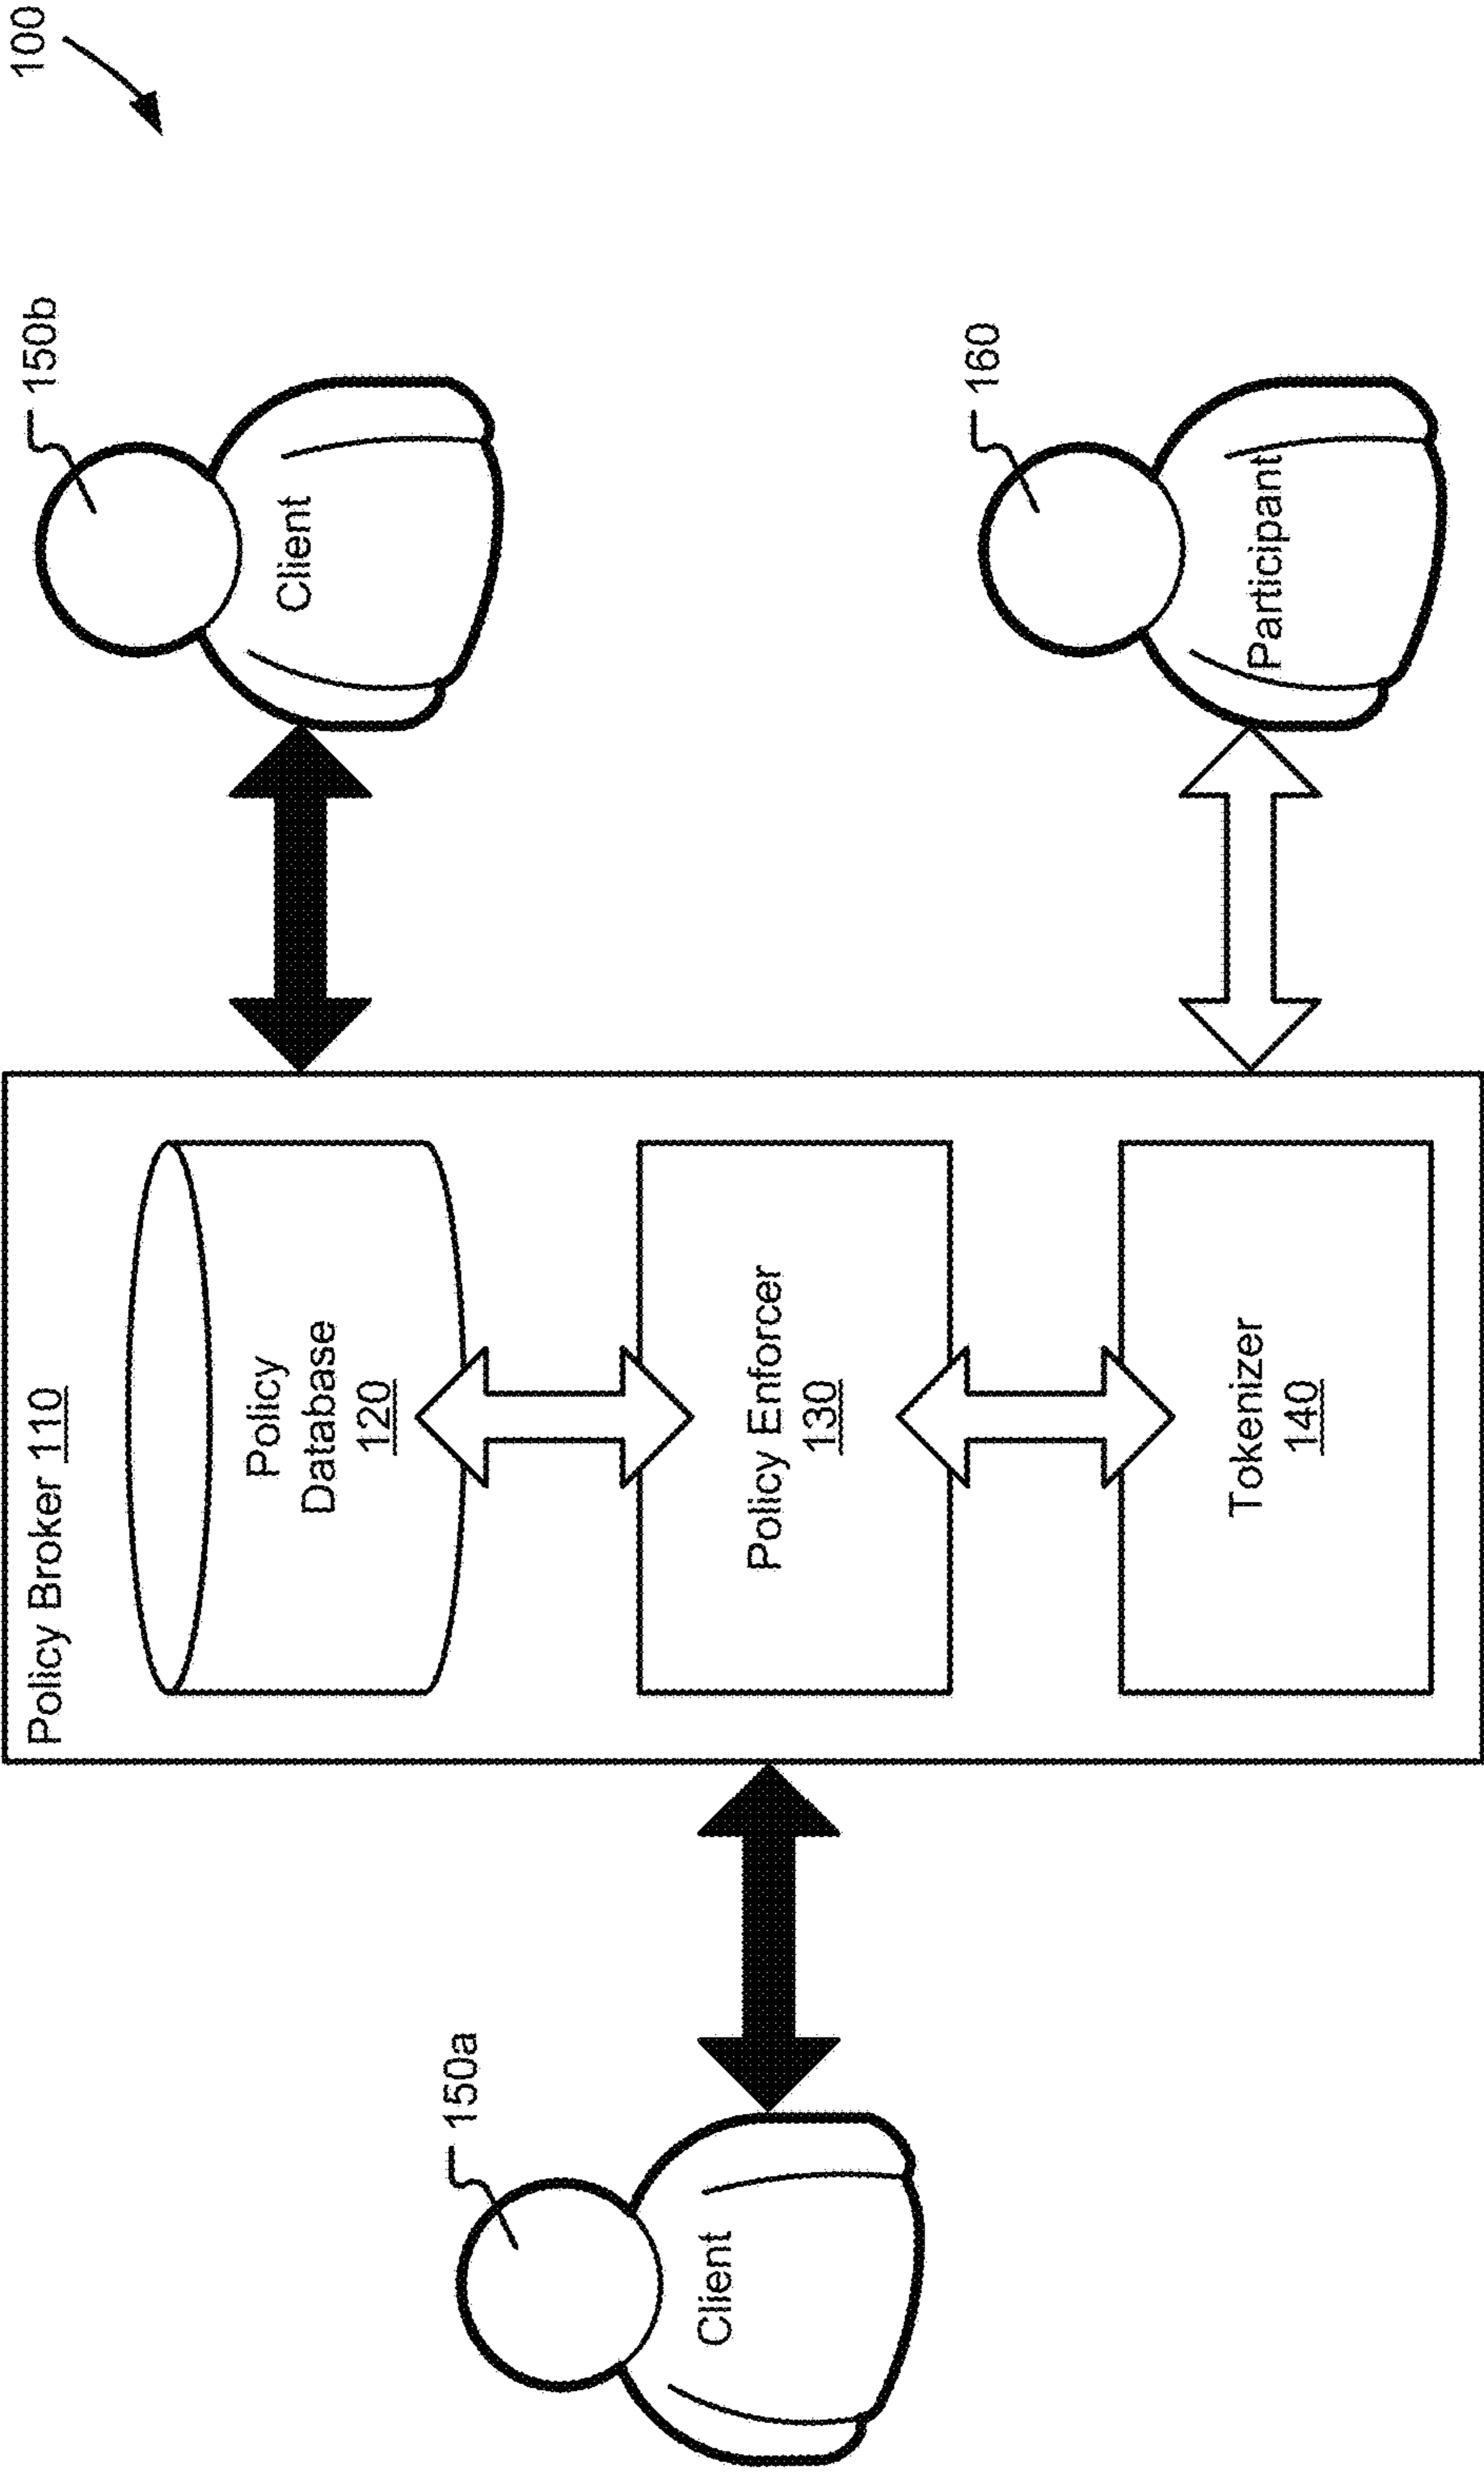 100
Policy Broker 110
Policy
Database
120
Policy Enforcer
130
Tokenizer
140
150a
Client
150b
Client
160
Participant